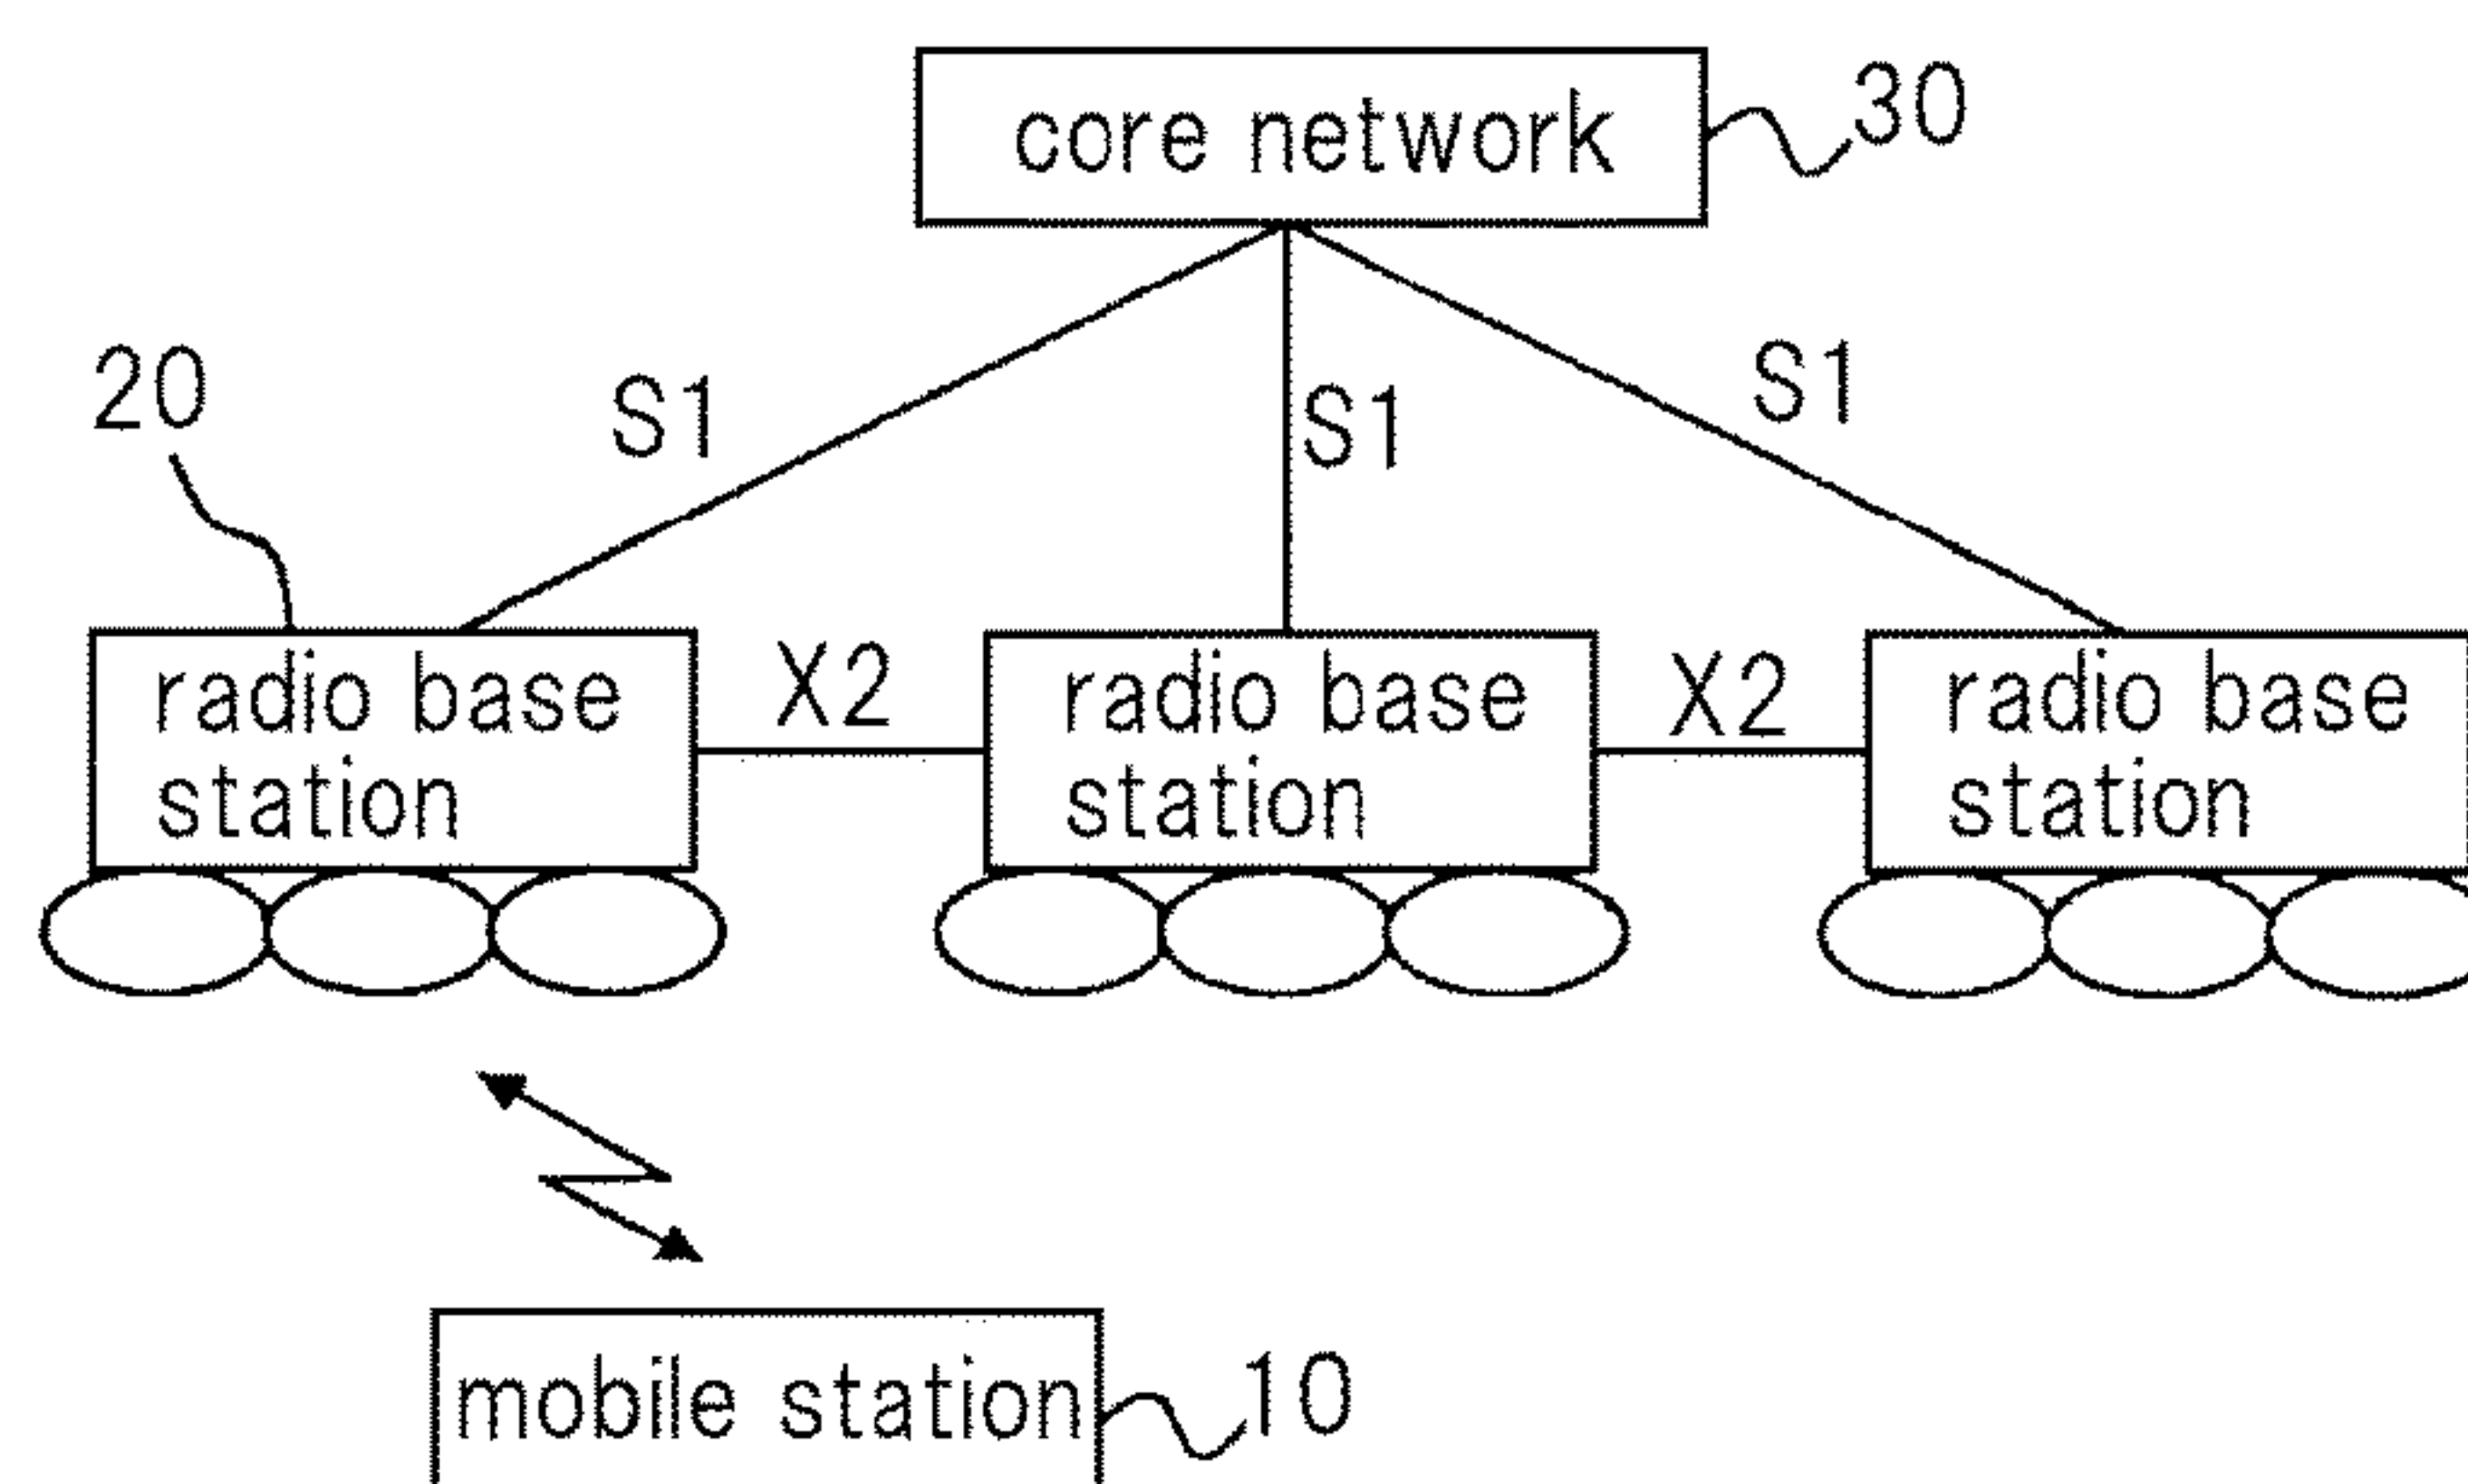 core network
30
20
S1
S1
S1
radio base
station
X2
radio base
station
X2
radio base
station
mobile station
10